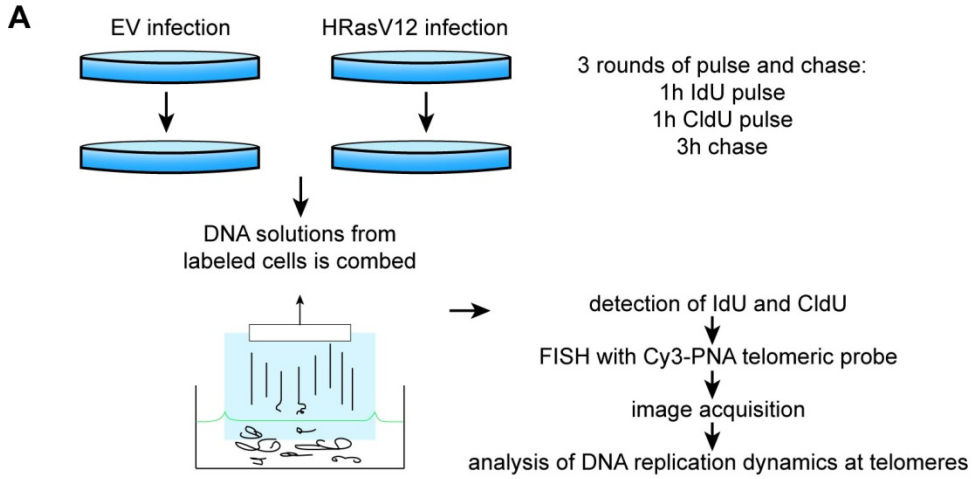 A
EV infection
HRasV12 infection
3 rounds of pulse and chase:
1h IdU pulse
1h CldU pulse
3h chase
DNA solutions from
labeled cells is combed
detection of IdU and CldU
FISH with Cy3-PNA telomeric probe
image acquisition
analysis of DNA replication dynamics at telomeres